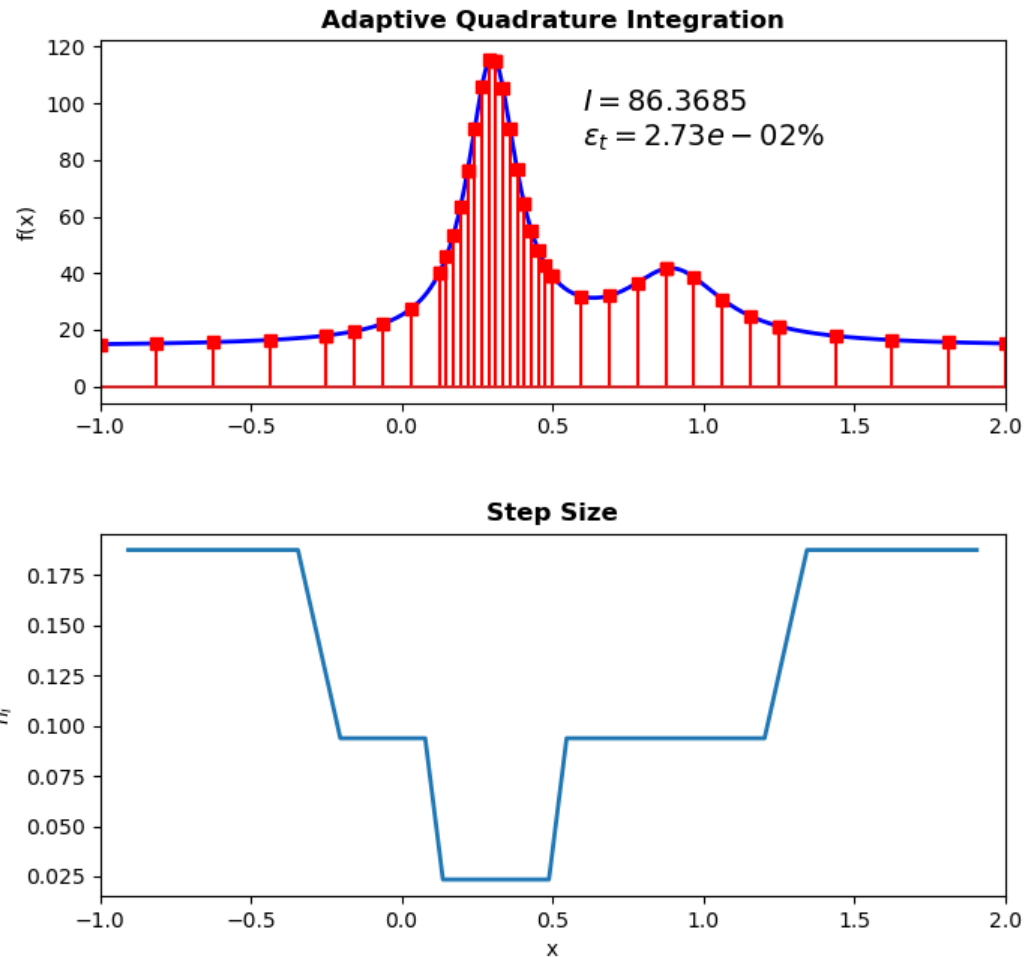 Adaptive Quadrature Integration
120
100
80
60
40
20
0
f(x)
I = 86.3685
εt = 2.73e − 02%
−1.0 −0.5 0.0 0.5 1.0 1.5 2.0
Step Size
0.175
0.150
0.125
0.100
0.075
0.050
0.025
−1.0 −0.5 0.0 0.5 1.0 1.5 2.0
x